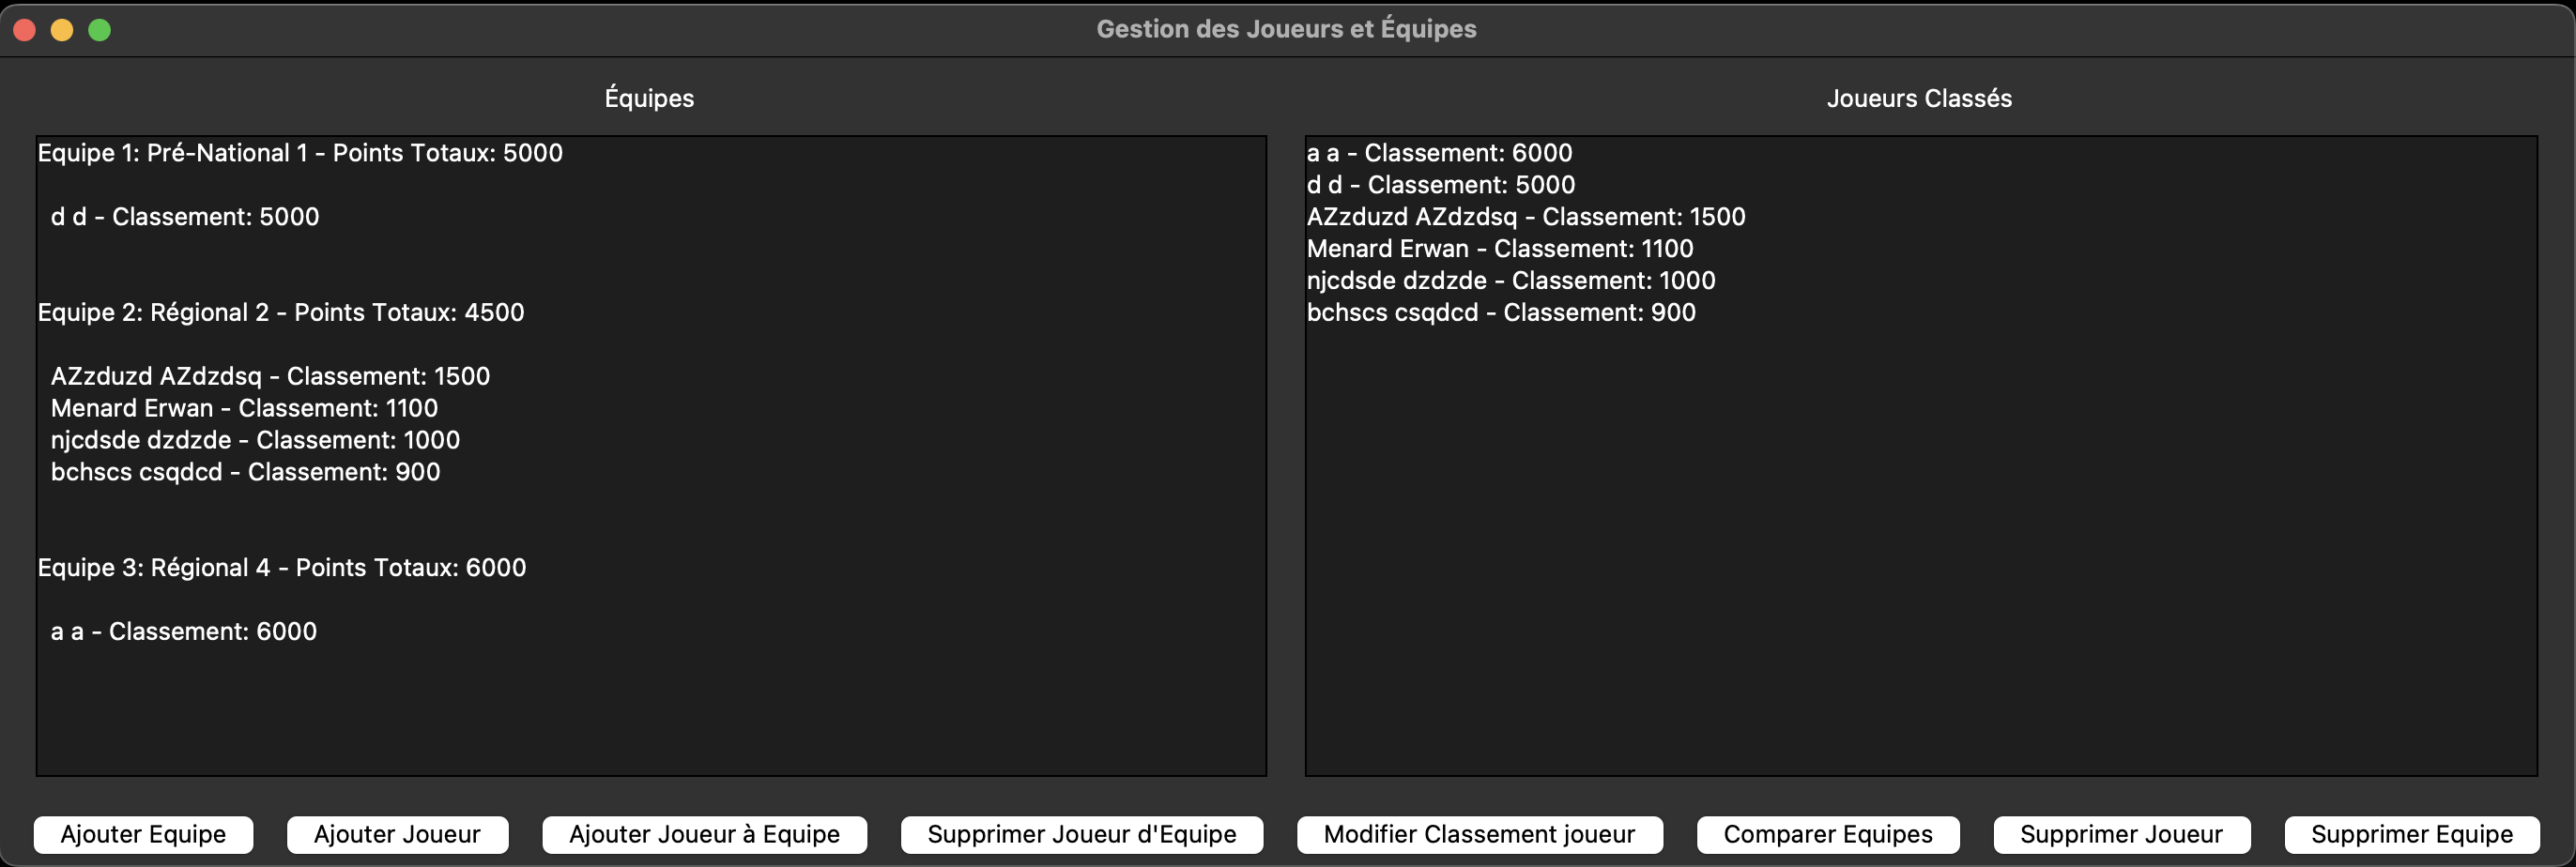 Gestion des Joueurs et Équipes
Équipes
Equipe 1: Pré-National 1 - Points Totaux: 5000
d d - Classement: 5000
Equipe 2: Régional 2 - Points Totaux: 4500
AZzduzd AZdzdsq - Classement: 1500
Menard Erwan - Classement: 1100
njcdsde dzdzde - Classement: 1000
bchscs csqdcd - Classement: 900
Equipe 3: Régional 4 - Points Totaux: 6000
a a - Classement: 6000
Joueurs Classés
a a - Classement: 6000
d d - Classement: 5000
AZzduzd AZdzdsq - Classement: 1500
Menard Erwan - Classement: 1100
njcdsde dzdzde - Classement: 1000
bchscs csqdcd - Classement: 900
Ajouter Equipe
Ajouter Joueur
Ajouter Joueur à Equipe
Supprimer Joueur d'Equipe
Modifier Classement joueur
Comparer Equipes
Supprimer Joueur
Supprimer Equipe